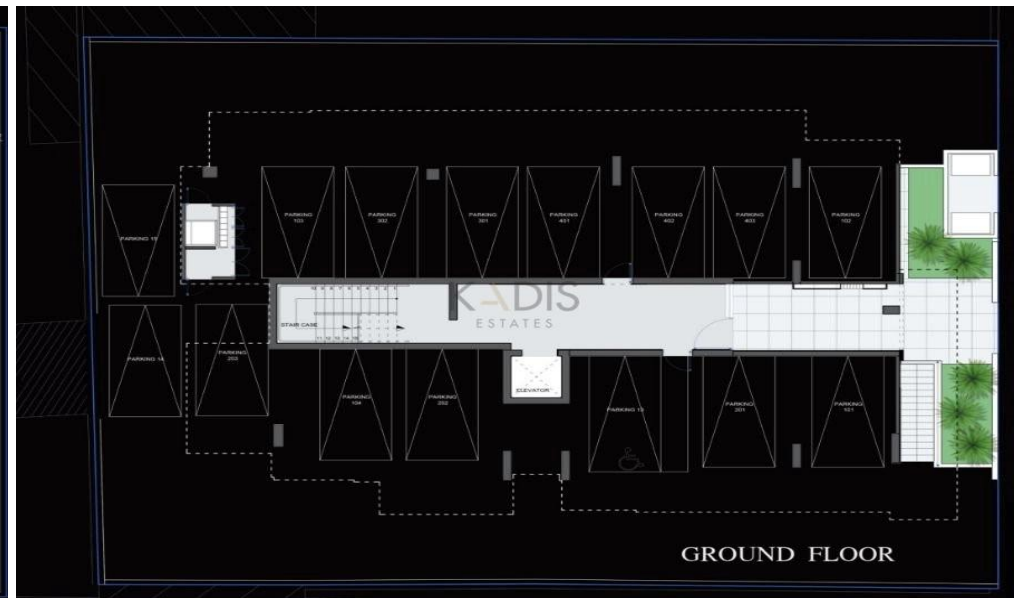 PARKING
103
PARKING
302
PARKING
301
PARKING
401
PARKING
402
PARKING
403
PARKING
102
PARKING 15
KADIS
ESTATES
STAIR CASE
PARKING 14
PARKING
203
PARKING
104
PARKING
202
ELEVATOR
PARKING 13
PARKING
201
PARKING
101
GROUND FLOOR